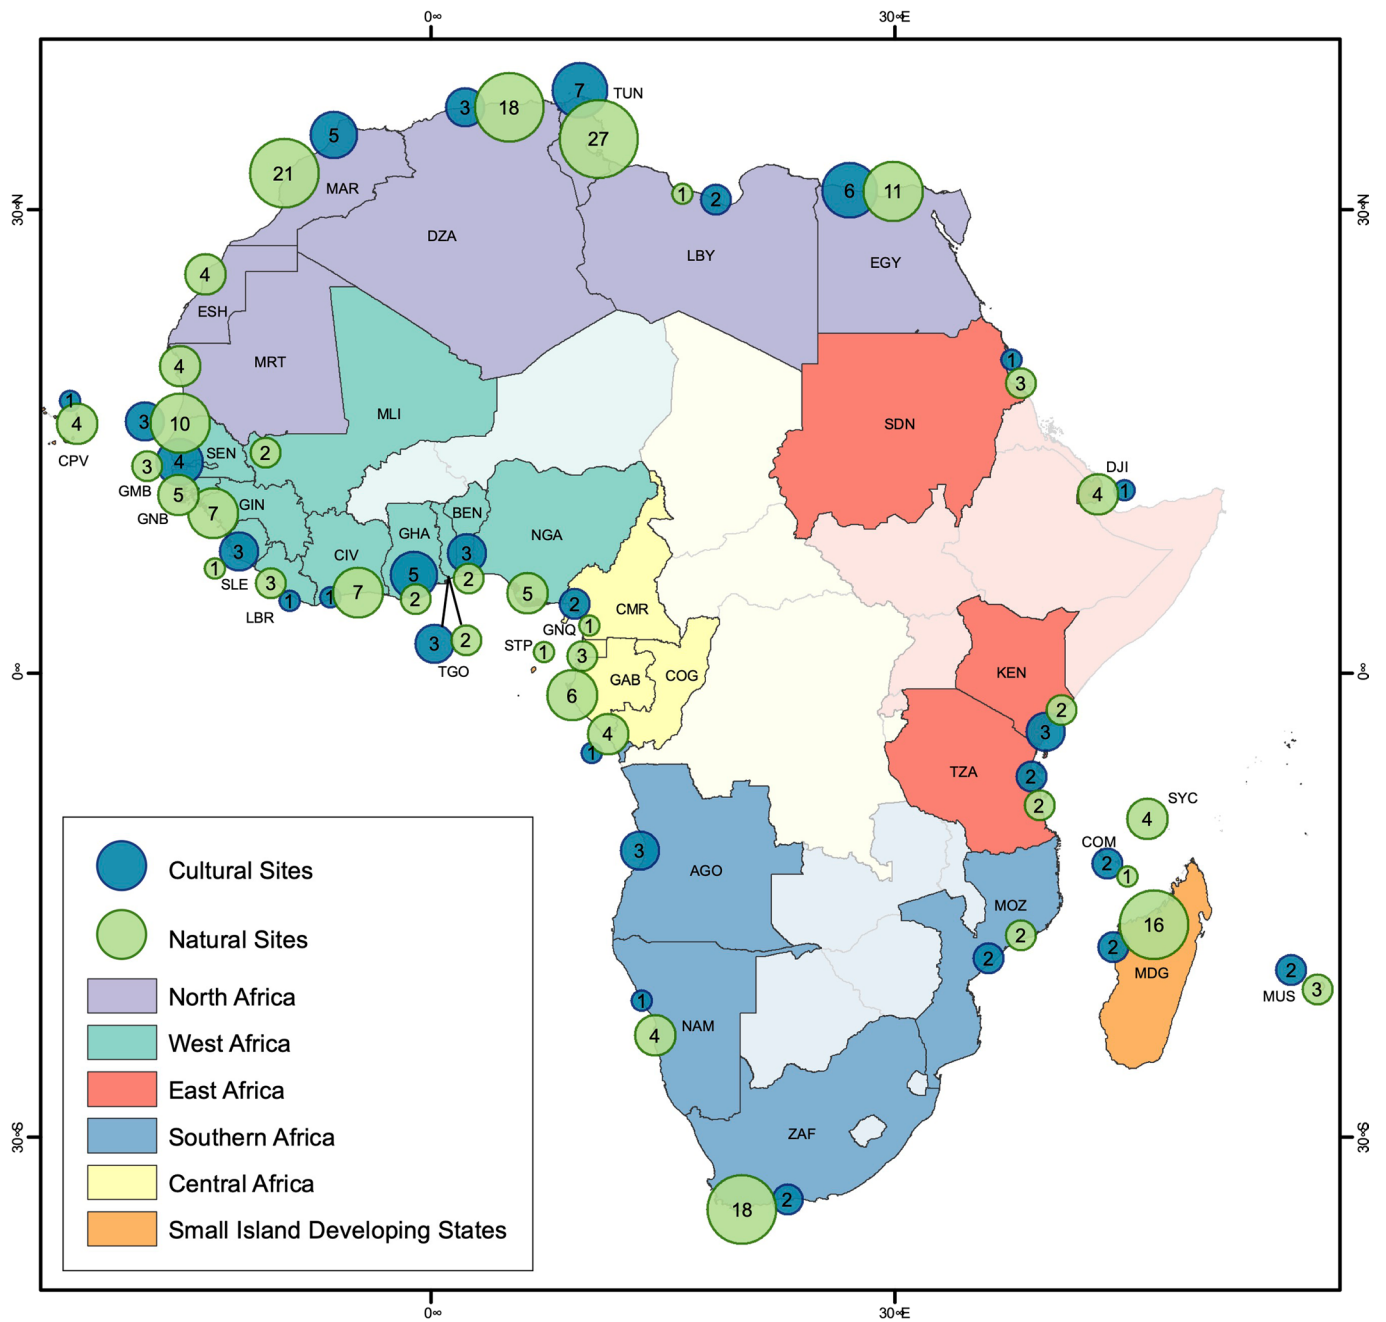 0∞
30∞E
7
TUN
3
18
5
27
21
MAR
1
2
6
11
30∞N
30∞N
DZA
LBY
EGY
4
ESH
MRT
4
1
3
1
4
3
10
MLI
SDN
CPV
4
SEN
2
3
DJI
GMB
5
4
1
GNB
7
GIN
BEN
GHA
NGA
3
CIV
3
1
SLE
3
5
2
LBR
1
1
7
2
5
2
CMR
GNQ
1
3
2
STP
1
3
TGO
0∞
0∞
GAB
COG
KEN
6
2
4
3
1
TZA
2
2
SYC
4
COM
2
1
3
AGO
MOZ
16
2
2
2
MDG
2
MUS
3
1
NAM
4
ZAF
30∞S
30∞S
2
18
Cultural Sites
Natural Sites
North Africa
West Africa
East Africa
Southern Africa
Central Africa
Small Island Developing States
0∞
30∞E